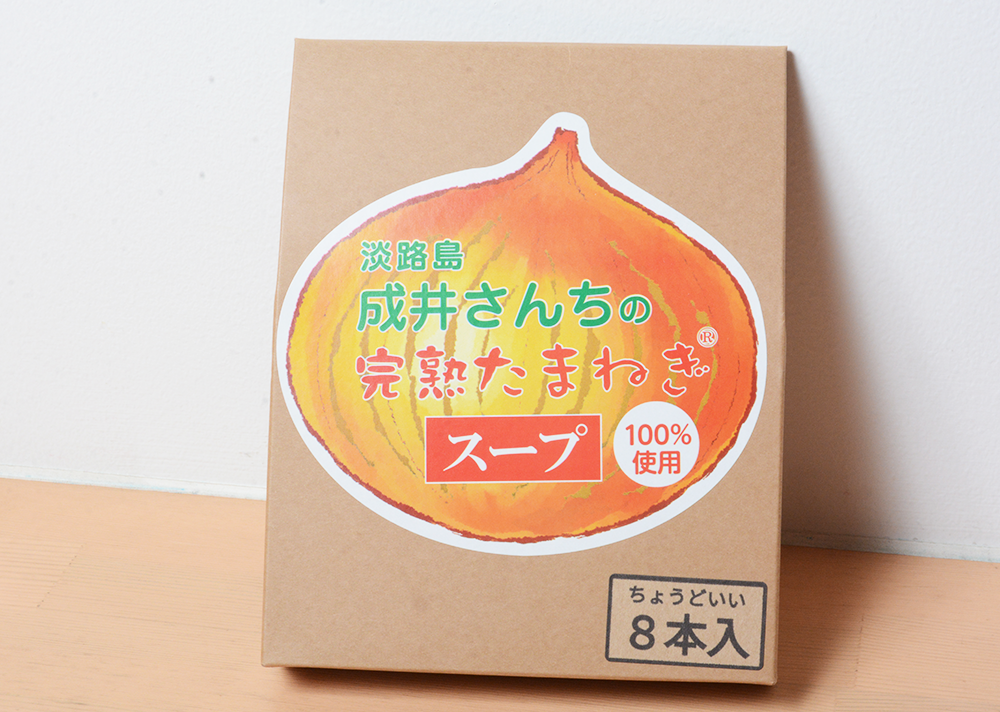 淡路島
成井さんちの
完熟たまねぎ®
スープ
100%
使用
ちょうどいい
8本入